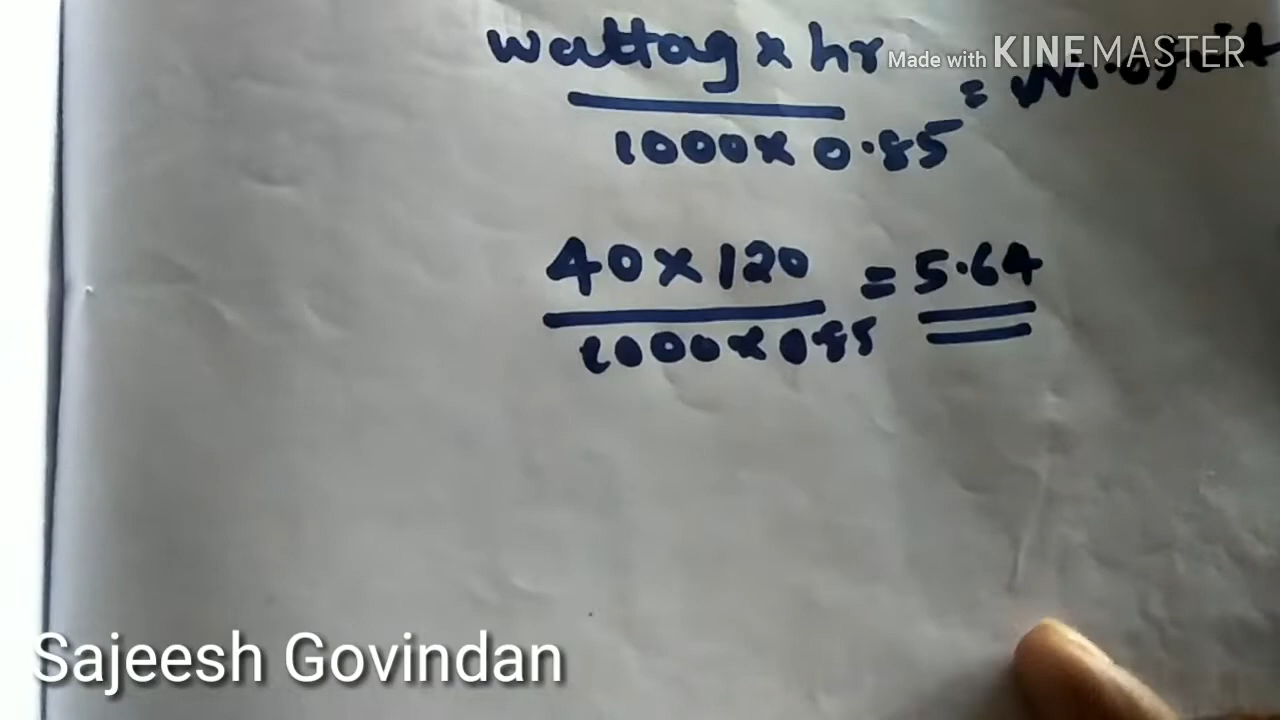 wattag x hr
Made with KINEMASTER
1000 x 0.85 =
40 x 120 = 5.64
1000 x 0.85
Sajeesh Govindan